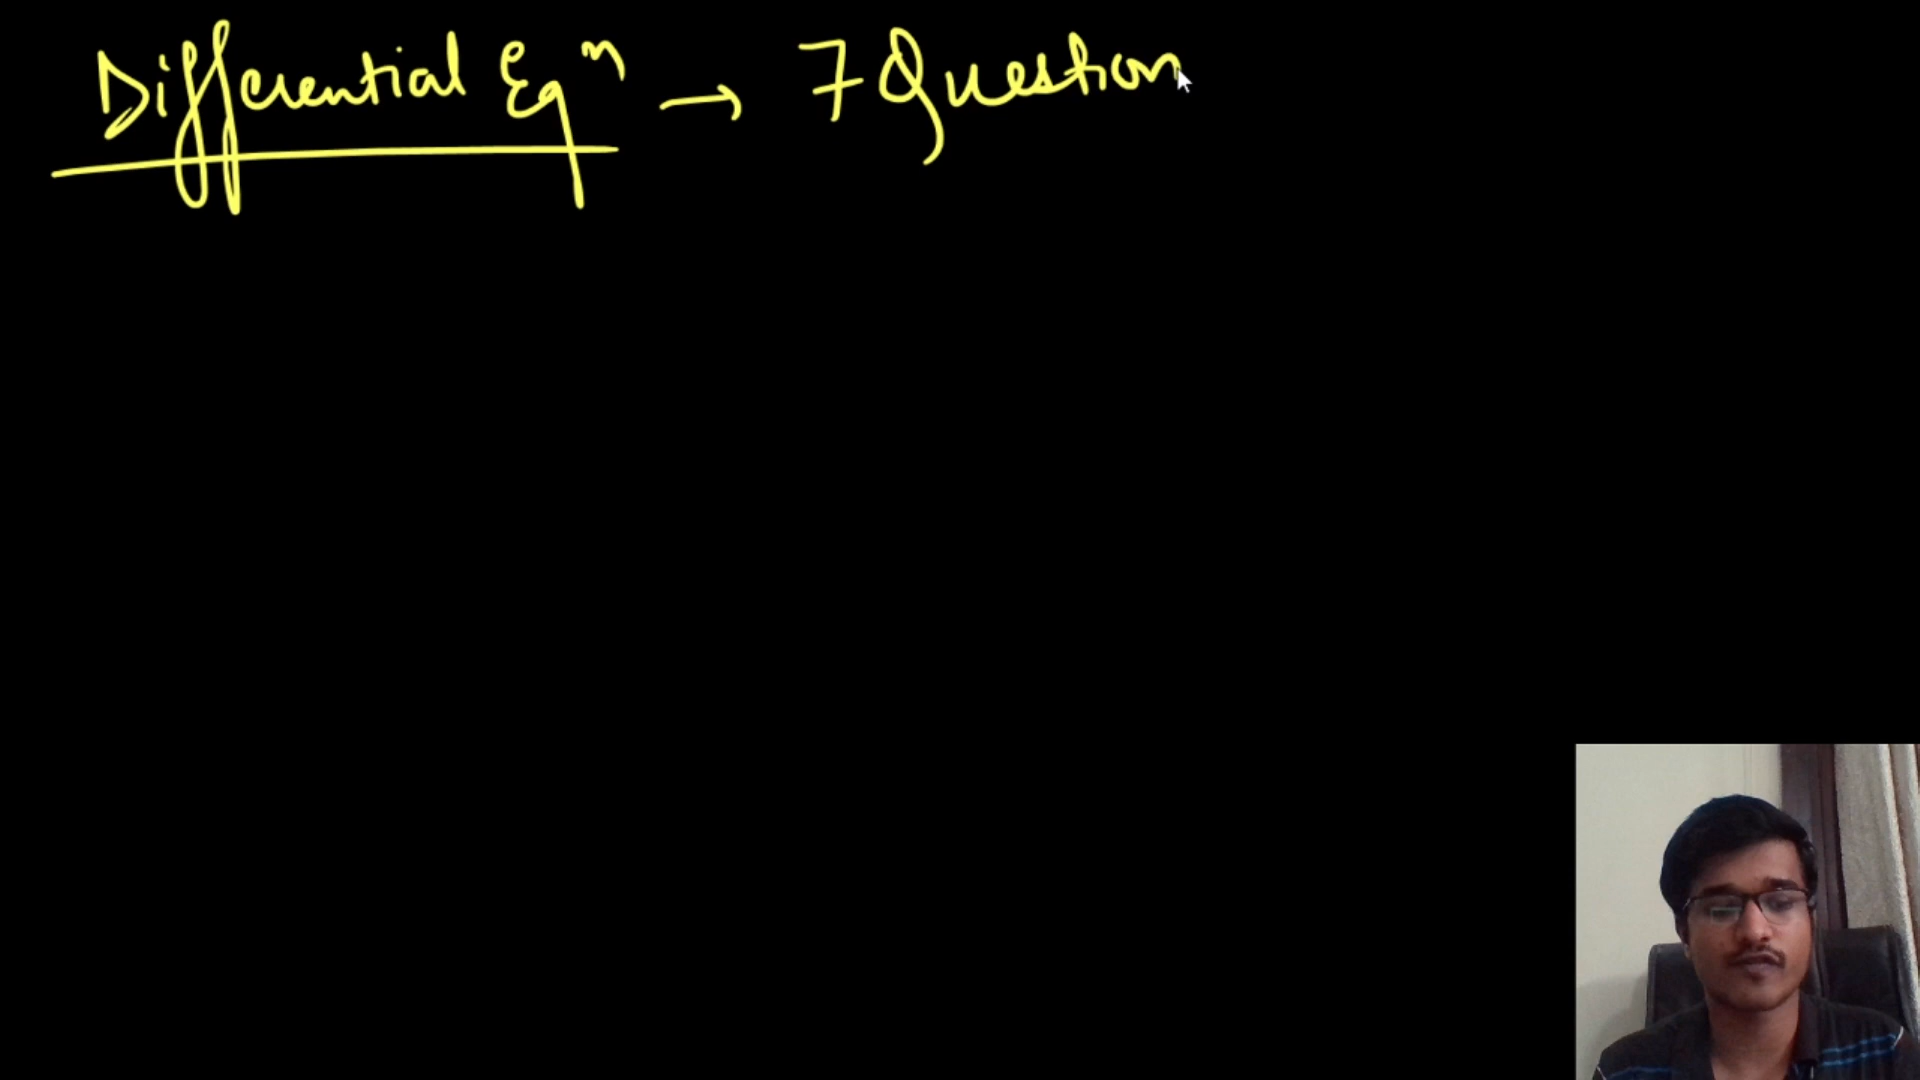 Differential Eqⁿ → 7 Question